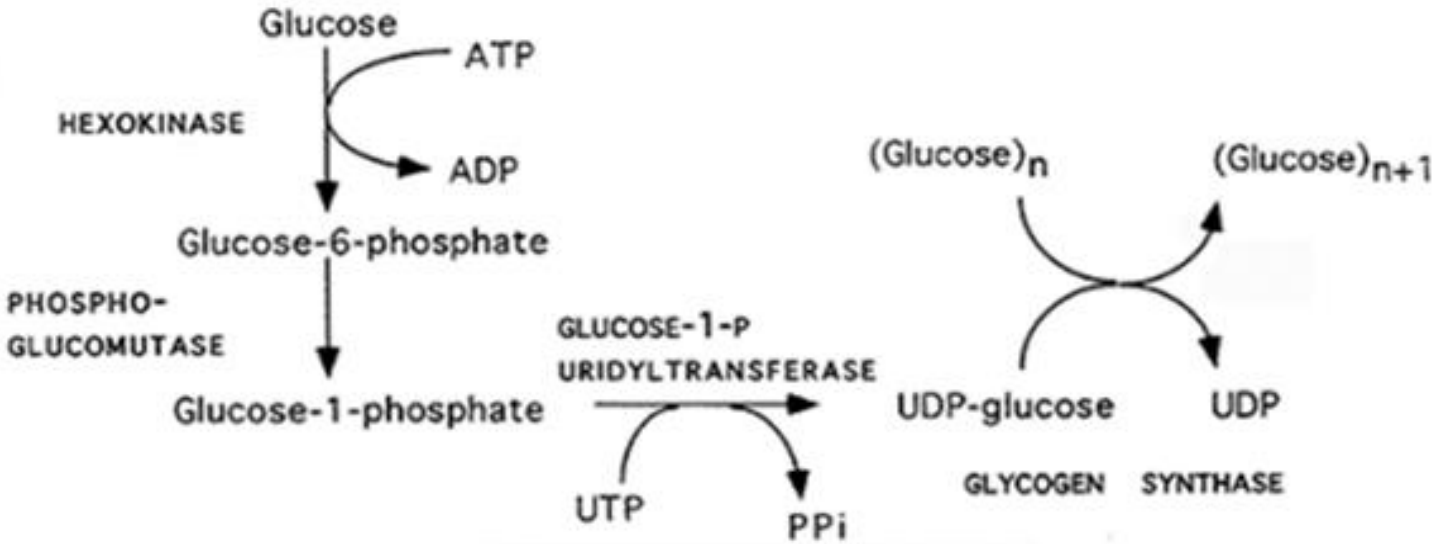 Glucose
ATP
HEXOKINASE
ADP
(Glucose)n
(Glucose)n+1
Glucose-6-phosphate
PHOSPHO-
GLUCOMUTASE
GLUCOSE-1-P
URIDYLTRANSFERASE
Glucose-1-phosphate
UDP-glucose
UDP
GLYCOGEN SYNTHASE
UTP
PPi